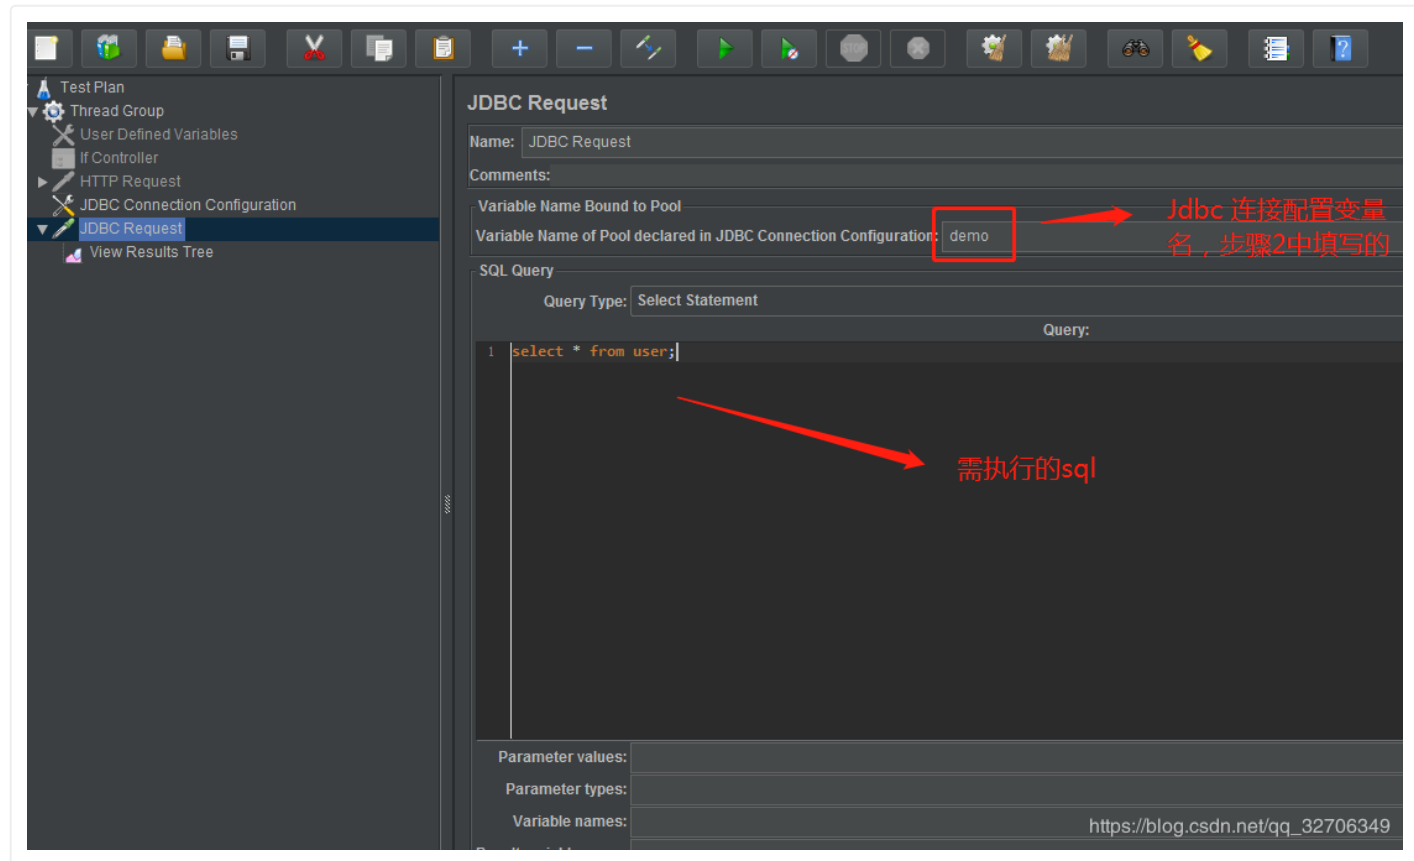 Test Plan
Thread Group
User Defined Variables
If Controller
HTTP Request
JDBC Connection Configuration
JDBC Request
View Results Tree
STOP
JDBC Request
Name: JDBC Request
Comments:
Variable Name Bound to Pool
Variable Name of Pool declared in JDBC Connection Configuration: demo
Jdbc 连接配置变量
名，步骤2中填写的
SQL Query
Query Type: Select Statement
Query:
1 select * from user;
需执行的sql
Parameter values:
Parameter types:
Variable names:
https://blog.csdn.net/qq_32706349